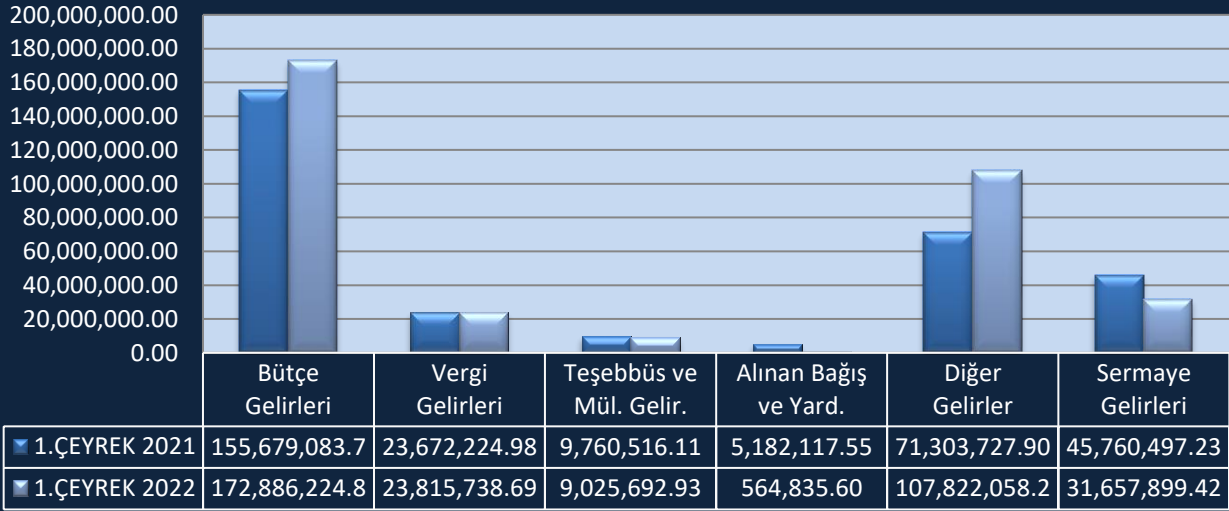 200,000,000.00
180,000,000.00
160,000,000.00
140,000,000.00
120,000,000.00
100,000,000.00
80,000,000.00
60,000,000.00
40,000,000.00
20,000,000.00
0.00
Bütçe Gelirleri
Vergi Gelirleri
Teşebbüs ve Mül. Gelir.
Alınan Bağış ve Yard.
Diğer Gelirler
Sermaye Gelirleri
1.ÇEYREK 2021 155,679,083.7 23,672,224.98 9,760,516.11 5,182,117.55 71,303,727.90 45,760,497.23
1.ÇEYREK 2022 172,886,224.8 23,815,738.69 9,025,692.93 564,835.60 107,822,058.2 31,657,899.42